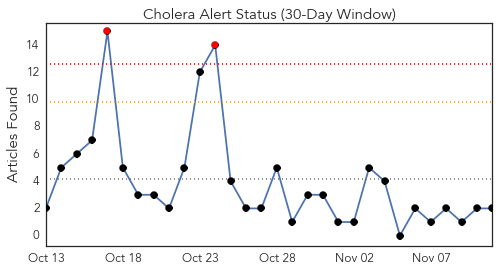 Cholera Alert Status (30-Day Window)
Articles Found
14
12
10
8
6
4
2
0
Oct 13
Oct 18
Oct 23
Oct 28
Nov 02
Nov 07